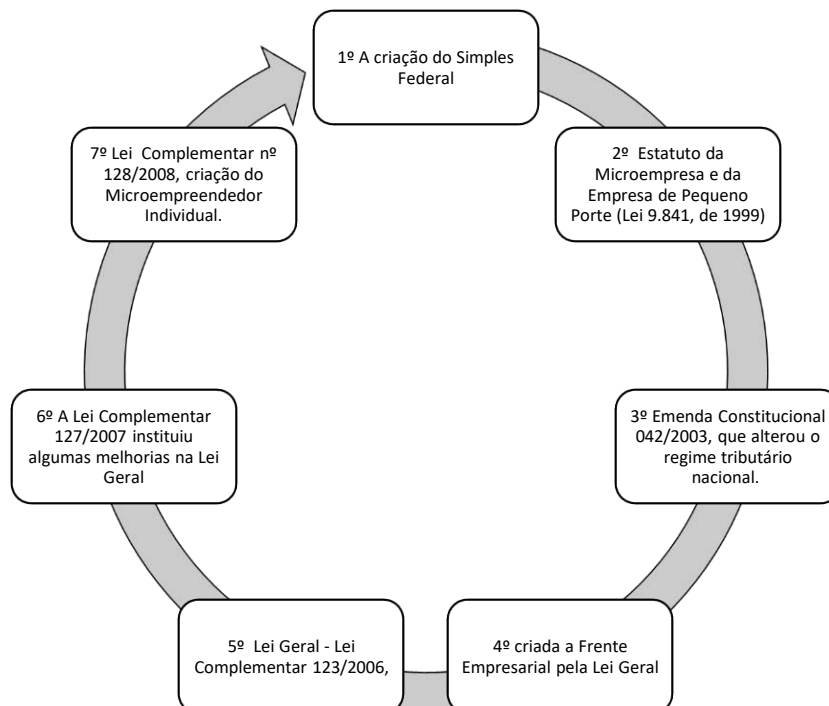 1º A criação do Simples
Federal
2º Estatuto da
Microempresa e da
Empresa de Pequeno
Porte (Lei 9.841, de 1999)
3º Emenda Constitucional
042/2003, que alterou o
regime tributário
nacional.
4º criada a Frente
Empresarial pela Lei Geral
5º Lei Geral - Lei
Complementar 123/2006,
6º A Lei Complementar
127/2007 instituiu
algumas melhorias na Lei
Geral
7º Lei Complementar nº
128/2008, criação do
Microempreendedor
Individual.